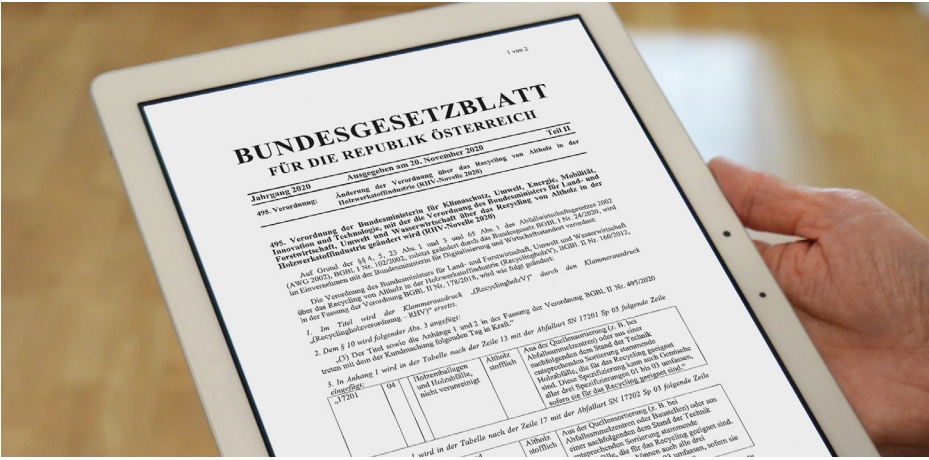 1 von 2
BUNDESGESETZBLATT
FÜR DIE REPUBLIK ÖSTERREICH
Jahrgang 2020 Ausgegeben am 20. November 2020 Teil II
495. Verordnung: Änderung der Verordnung über das Recycling von Altholz in der
Holzwerkstoffindustrie (RHV-Novelle 2020)
495. Verordnung der Bundesministerin für Klimaschutz, Umwelt, Energie, Mobilität,
Innovation und Technologie, mit der die Verordnung des Bundesministers für Land- und
Forstwirtschaft, Umwelt und Wasserwirtschaft über das Recycling von Altholz in der
Holzwerkstoffindustrie geändert wird (RHV–Novelle 2020)
Auf Grund der §§ 4, 5, 23 Abs. 1 und 3 und 65 Abs. 1 des Abfallwirtschaftsgesetzes 2002
(AWG 2002), BGBl. I Nr. 102/2002, zuletzt geändert durch das Bundesgesetz BGBl. I Nr. 24/2020, wird
im Einvernehmen mit der Bundesministerin für Digitalisierung und Wirtschaftsstandort verordnet:
Die Verordnung des Bundesministers für Land- und Forstwirtschaft, Umwelt und Wasserwirtschaft
über das Recycling von Altholz in der Holzwerkstoffindustrie (RecyclingholzV), BGBl. II Nr. 160/2012,
in der Fassung der Verordnung BGBl. II Nr. 178/2018, wird wie folgt geändert:
1. Im Titel wird der Klammerausdruck „(RecyclingholzV)“ durch den Klammerausdruck
„(Recyclingholzverordnung – RHV)“ ersetzt.
2. Dem § 10 wird folgender Abs. 3 angefügt:
„(3) Der Titel sowie die Anhänge 1 und 2 in der Fassung der Verordnung BGBl. II Nr. 495/2020
treten mit dem der Kundmachung folgenden Tag in Kraft.“
3. In Anhang 1 wird in der Tabelle nach der Zeile 13 mit der Abfallart SN 17201 Sp 03 folgende Zeile
eingefügt:
„17201 04 Holzemballagen
und Holzabfälle,
nicht verunreinigt
Altholz
stofflich
Aus der Quellensortierung (z. B. bei
Abfallsammelzentren) oder aus einer
nachfolgenden dem Stand der Technik
entsprechenden Sortierung stammende
Holzabfälle, die für das Recycling geeignet
sind. Diese Spezifizierung kann auch Gemische
aller drei Spezifizierungen 01 bis 03 umfassen,
sofern sie für das Recycling geeignet sind.“
1 wird in der Tabelle nach der Zeile 17 mit der Abfallart SN 17202 Sp 03 folgende Zeile
Altholz
stofflich
Aus der Quellensortierung (z. B. bei
Abfallsammelzentren oder Baustellen) oder aus
einer nachfolgenden dem Stand der Technik
entsprechenden Sortierung stammende
die für das Recycling geeignet sind.
können auch alle drei
umfassen, sofern sie